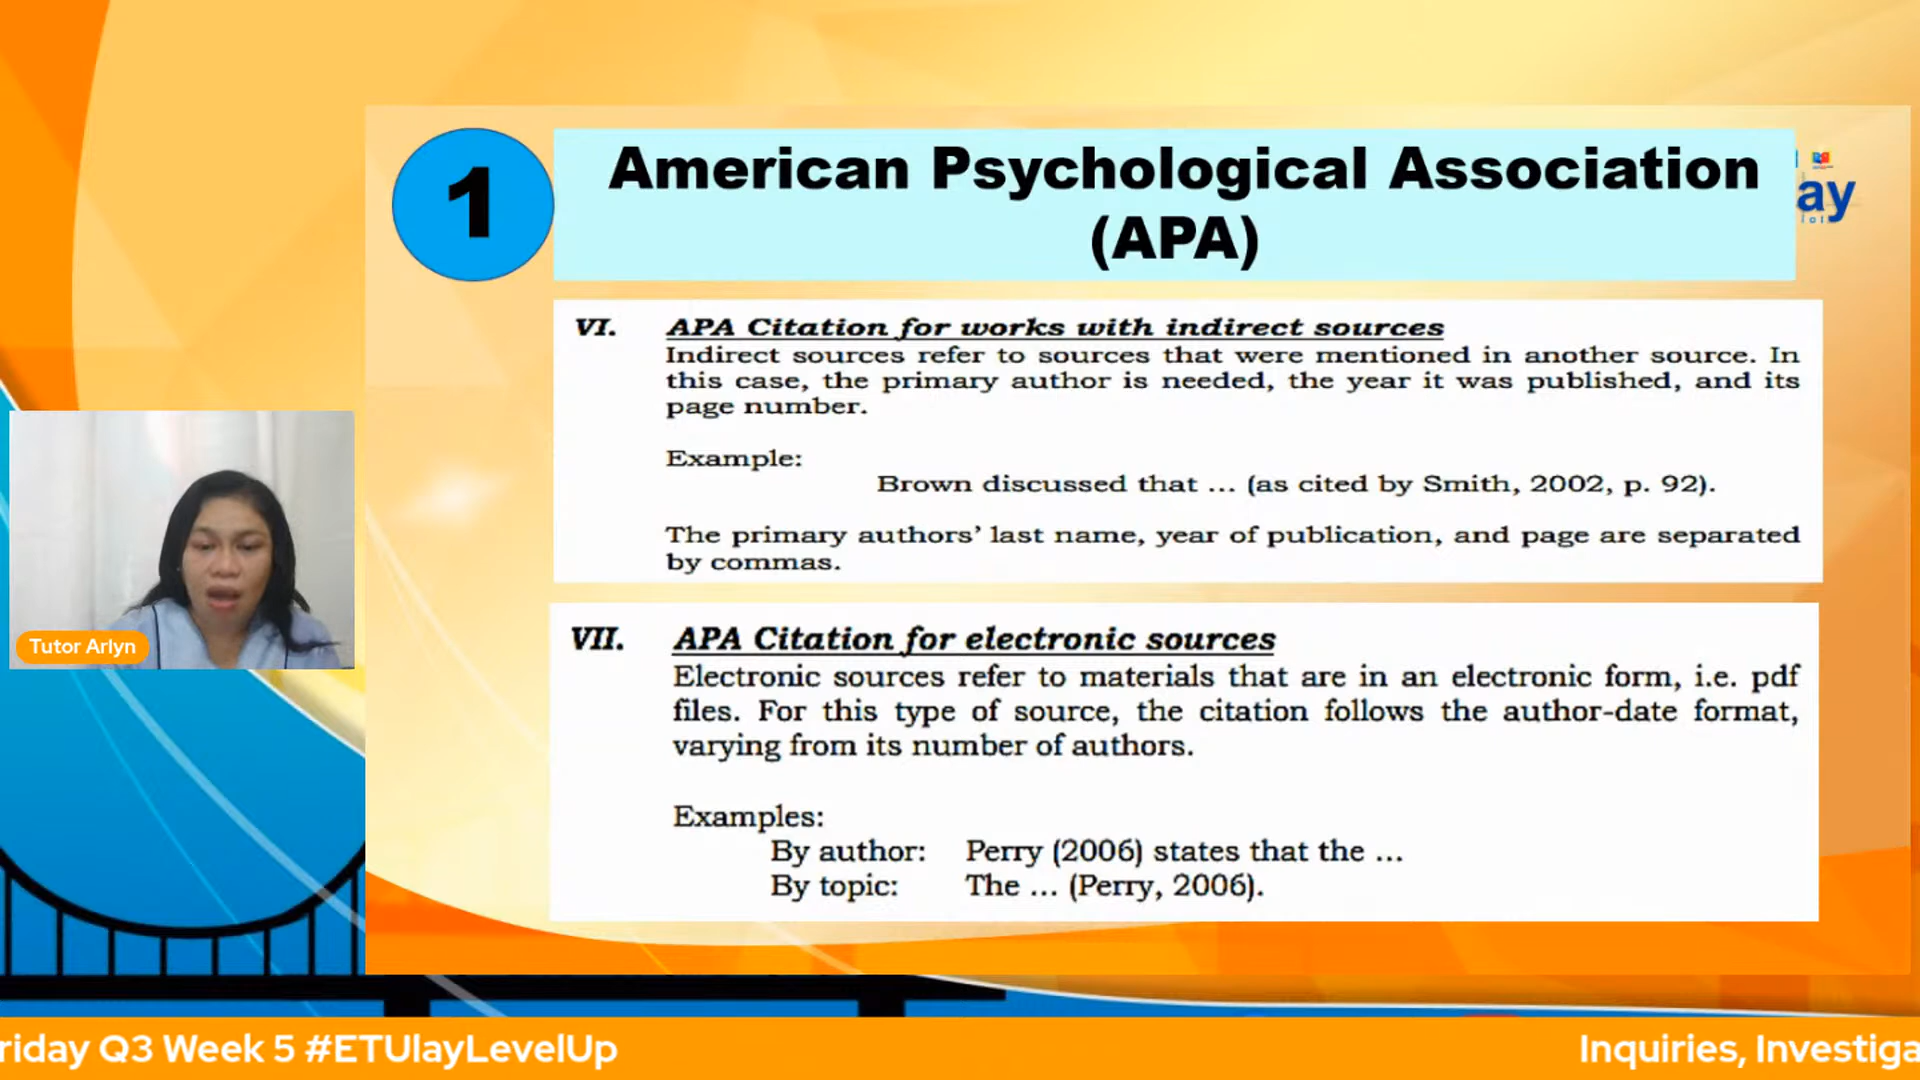 1
American Psychological Association
(APA)
ay
VI. APA Citation for works with indirect sources
Indirect sources refer to sources that were mentioned in another source. In
this case, the primary author is needed, the year it was published, and its
page number.
Example:
Brown discussed that ... (as cited by Smith, 2002, p. 92).
The primary authors’ last name, year of publication, and page are separated
by commas.
VII. APA Citation for electronic sources
Electronic sources refer to materials that are in an electronic form, i.e. pdf
files. For this type of source, the citation follows the author-date format,
varying from its number of authors.
Examples:
By author: Perry (2006) states that the ...
By topic: The ... (Perry, 2006).
Tutor Arlyn
riday Q3 Week 5 #ETUlayLevelUp
Inquiries, Investiga